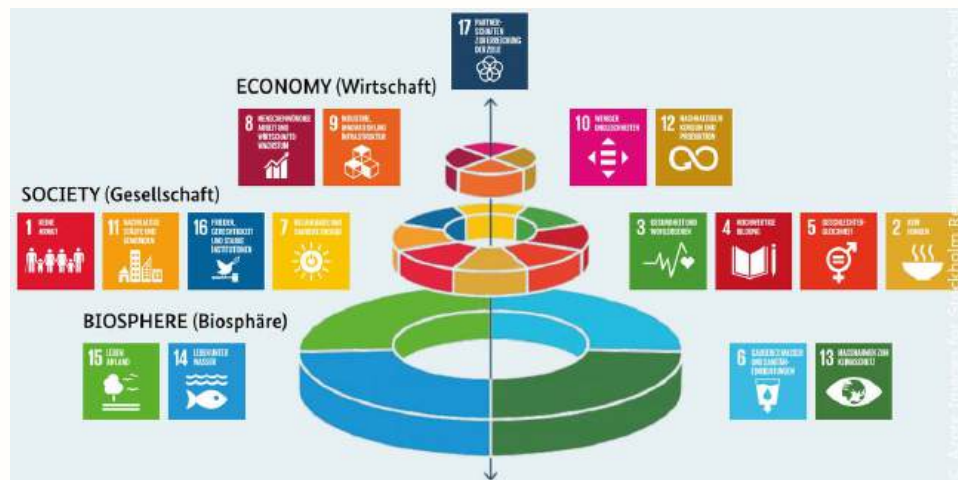 17 PARTNER-
SCHAFTEN
ZUR ERREICHUNG
DER ZIELE
ECONOMY (Wirtschaft)
8 MENSCHENWÜRDIGE
ARBEIT UND
WIRTSCHAFTS-
WACHSTUM
9 INDUSTRIE,
INNOVATION UND
INFRASTRUKTUR
10 WENIGER
UNGLEICHHEITEN
12 NACHHALTIGE/R
KONSUM UND
PRODUKTION
SOCIETY (Gesellschaft)
1 KEINE
ARMUT
11 NACHHALTIGE
STÄDTE UND
GEMEINDEN
16 FRIEDEN,
GERECHTIGKEIT
UND STARKE
INSTITUTIONEN
7 BEZAHLBARE UND
SAUBERE ENERGIE
3 GESUNDHEIT UND
WOHLERGEHEN
4 HOCHWERTIGE
BILDUNG
5 GESCHLECHTER-
GLEICHHEIT
2 KEIN
HUNGER
BIOSPHERE (Biosphäre)
15 LEBEN
AN LAND
14 LEBEN UNTER
WASSER
6 SAUBERES WASSER
UND SANITÄR-
EINRICHTUNGEN
13 MASSNAHMEN ZUM
KLIMASCHUTZ